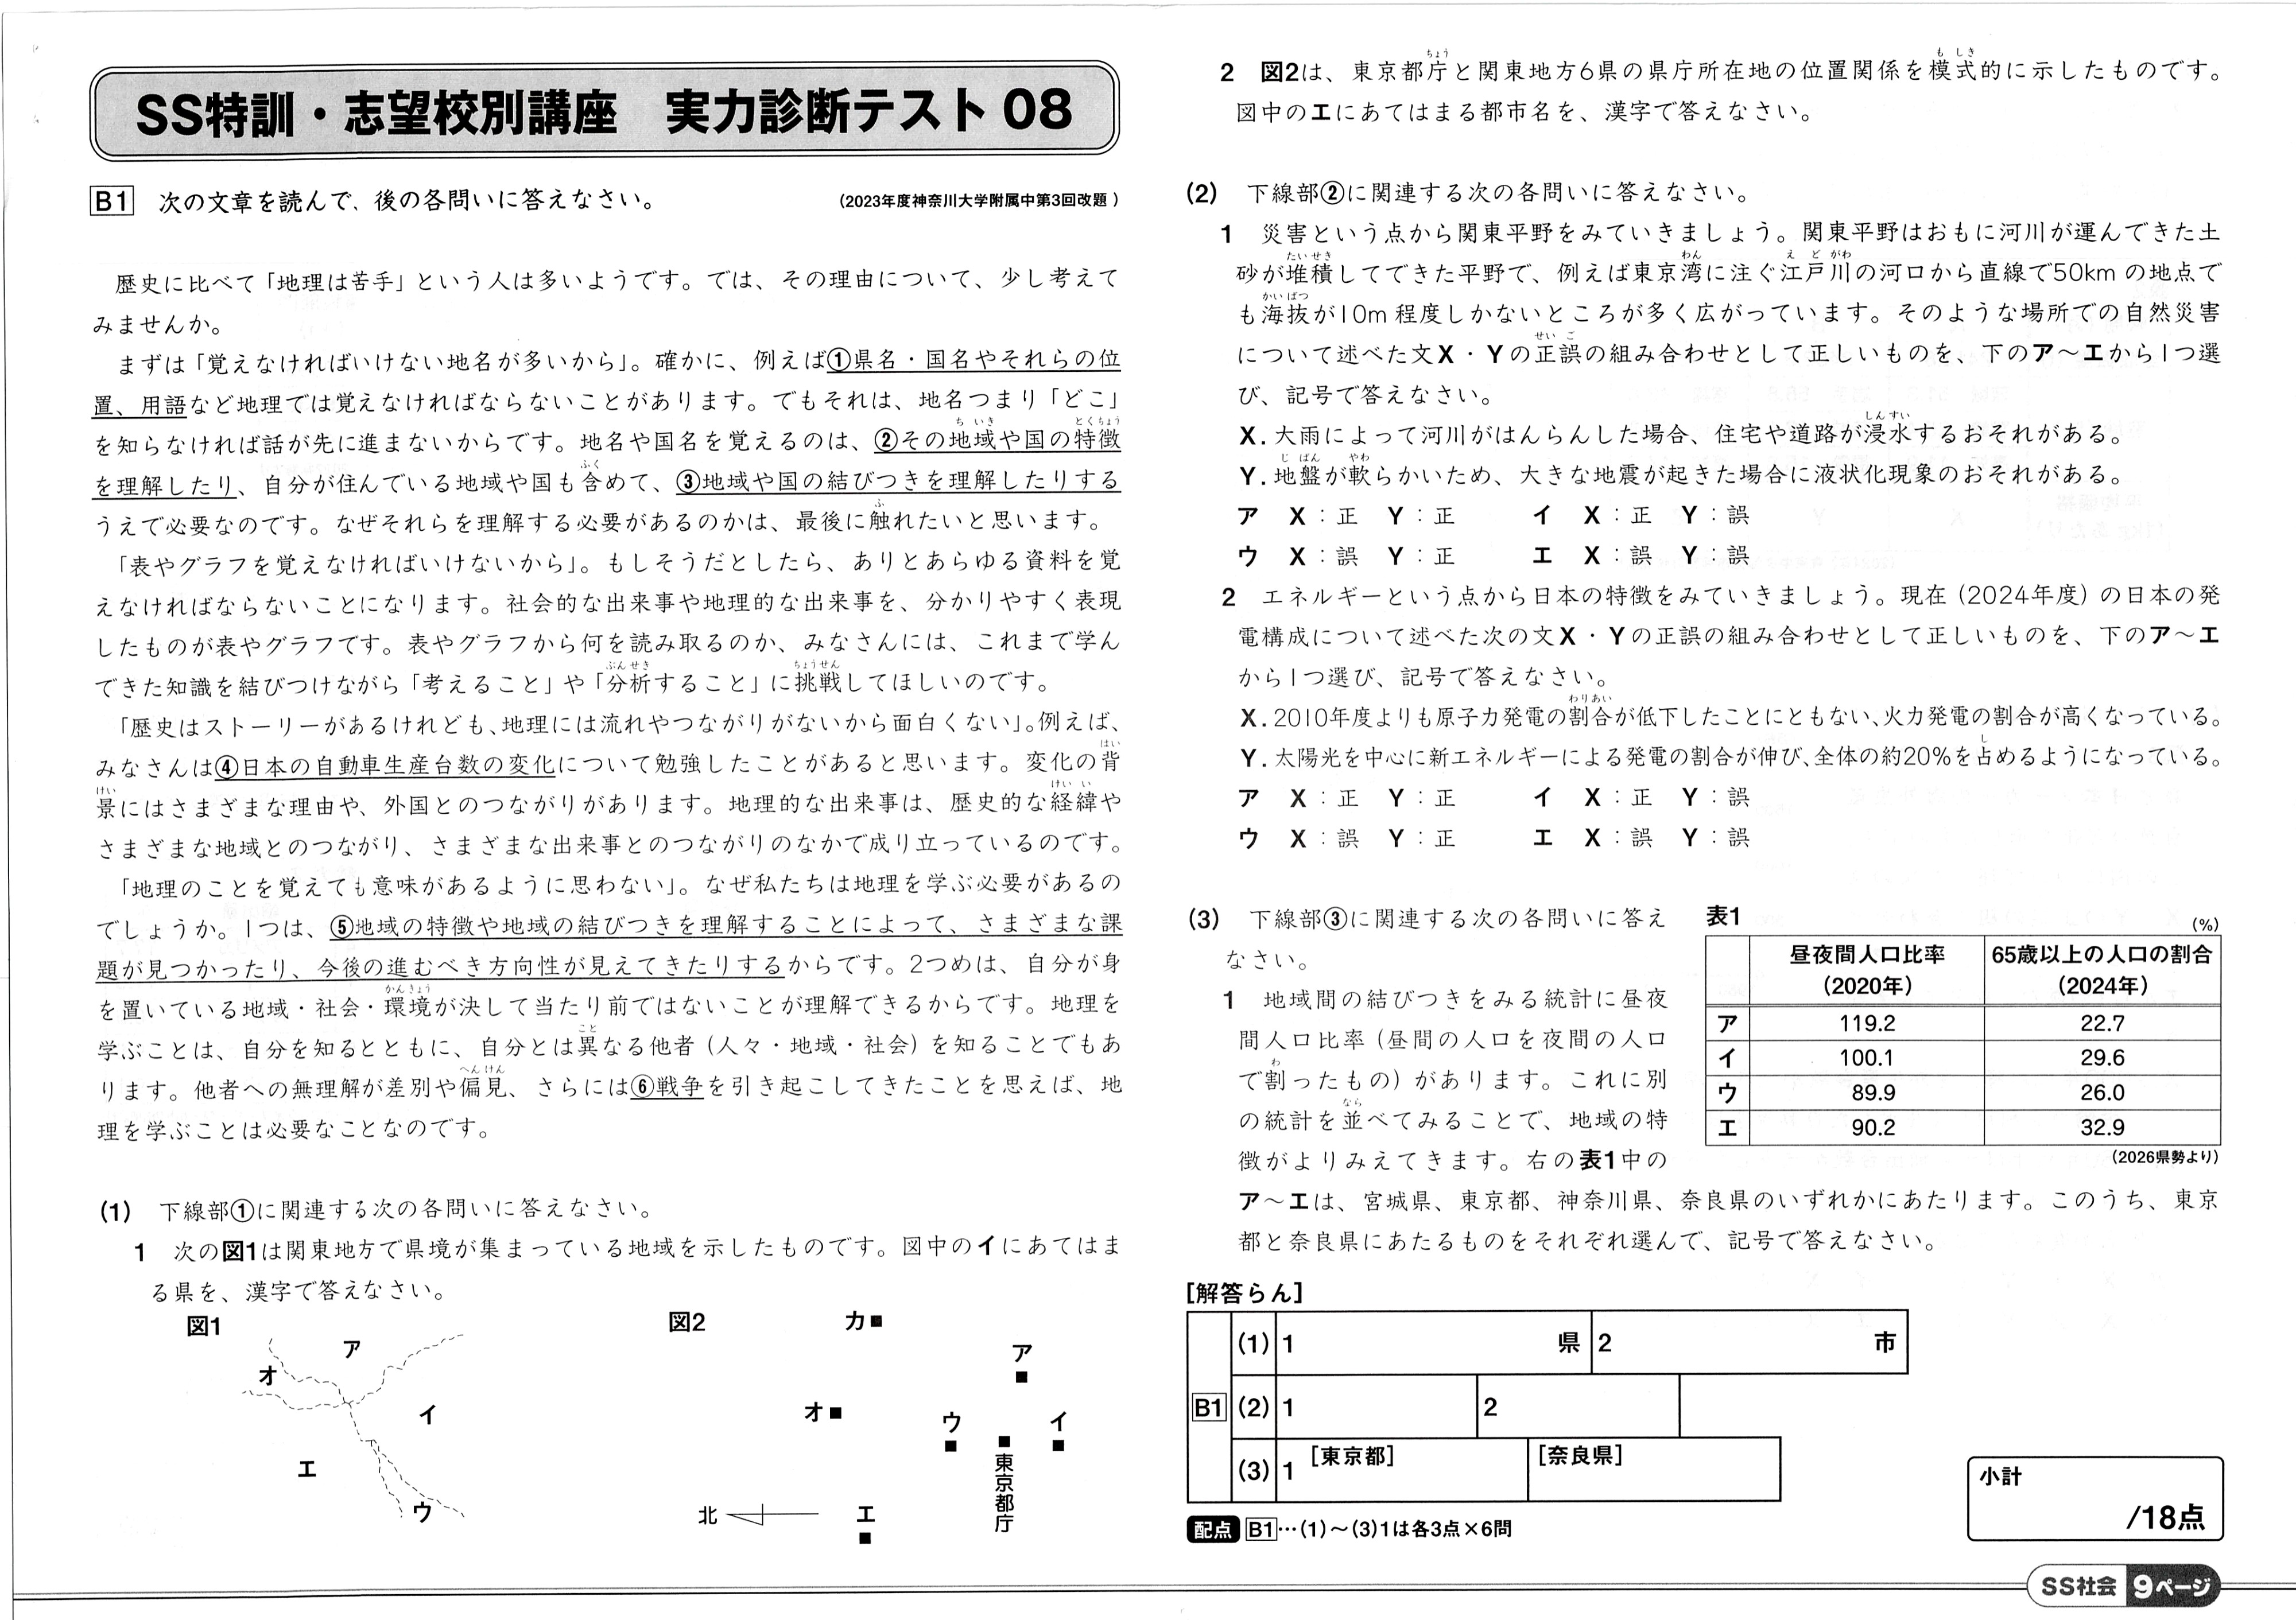 SS特訓・志望校別講座 実力診断テスト 08
B1 次の文章を読んで、後の各問いに答えなさい。 (2023年度神奈川大学附属中第3回改題)
歴史に比べて「地理は苦手」という人は多いようです。では、その理由について、少し考えて
みませんか。
まずは「覚えなければいけない地名が多いから」。確かに、例えば①県名・国名やそれらの位
置、用語など地理では覚えなければならないことがあります。でもそれは、地名つまり「どこ」
を知らなければ話が先に進まないからです。地名や国名を覚えるのは、②その地域や国の特徴
を理解したり、自分が住んでいる地域や国も含めて、③地域や国の結びつきを理解したりする
うえで必要なのです。なぜそれらを理解する必要があるのかは、最後に触れたいと思います。
「表やグラフを覚えなければいけないから」。もしそうだとしたら、ありとあらゆる資料を覚
えなければならないことになります。社会的な出来事や地理的な出来事を、分かりやすく表現
したものが表やグラフです。表やグラフから何を読み取るのか、みなさんには、これまで学ん
できた知識を結びつけながら「考えること」や「分析すること」に挑戦してほしいのです。
「歴史はストーリーがあるけれども、地理には流れやつながりがないから面白くない」。例えば、
みなさんは④日本の自動車生産台数の変化について勉強したことがあると思います。変化の背
景にはさまざまな理由や、外国とのつながりがあります。地理的な出来事は、歴史的な経緯や
さまざまな地域とのつながり、さまざまな出来事とのつながりのなかで成り立っているのです。
「地理のことを覚えても意味があるように思わない」。なぜ私たちは地理を学ぶ必要があるの
でしょうか。1つは、⑤地域の特徴や地域の結びつきを理解することによって、さまざまな課
題が見つかったり、今後の進むべき方向性が見えてきたりするからです。2つめは、自分が身
を置いている地域・社会・環境が決して当たり前ではないことが理解できるからです。地理を
学ぶことは、自分を知るとともに、自分とは異なる他者（人々・地域・社会）を知ることでもあ
ります。他者への無理解が差別や偏見、さらには⑥戦争を引き起こしてきたことを思えば、地
理を学ぶことは必要なことなのです。
(1) 下線部①に関連する次の各問いに答えなさい。
1 次の図1は関東地方で県境が集まっている地域を示したものです。図中のイにあてはま
る県を、漢字で答えなさい。
図1
ア
オ
イ
エ
ウ
図2
カ
ア
オ
ウ
イ
東京都庁
北
エ
2 図2は、東京都庁と関東地方6県の県庁所在地の位置関係を模式的に示したものです。
図中のエにあてはまる都市名を、漢字で答えなさい。
(2) 下線部②に関連する次の各問いに答えなさい。
1 災害という点から関東平野をみていきましょう。関東平野はおもに河川が運んできた土
砂が堆積してできた平野で、例えば東京湾に注ぐ江戸川の河口から直線で50kmの地点で
も海抜が10m程度しかないところが多く広がっています。そのような場所での自然災害
について述べた文X・Yの正誤の組み合わせとして正しいものを、下のア～エから1つ選
び、記号で答えなさい。
X. 大雨によって河川がはんらんした場合、住宅や道路が浸水するおそれがある。
Y. 地盤が軟らかいため、大きな地震が起きた場合に液状化現象のおそれがある。
ア X：正 Y：正 イ X：正 Y：誤
ウ X：誤 Y：正 エ X：誤 Y：誤
2 エネルギーという点から日本の特徴をみていきましょう。現在（2024年度）の日本の発
電構成について述べた次の文X・Yの正誤の組み合わせとして正しいものを、下のア～エ
から1つ選び、記号で答えなさい。
X. 2010年度よりも原子力発電の割合が低下したことにともない、火力発電の割合が高くなっている。
Y. 太陽光を中心に新エネルギーによる発電の割合が伸び、全体の約20%を占めるようになっている。
ア X：正 Y：正 イ X：正 Y：誤
ウ X：誤 Y：正 エ X：誤 Y：誤
(3) 下線部③に関連する次の各問いに答え
なさい。
1 地域間の結びつきをみる統計に昼夜
間人口比率（昼間の人口を夜間の人口
で割ったもの）があります。これに別
の統計を並べてみることで、地域の特
徴がよりみえてきます。右の表1中の
ア～エは、宮城県、東京都、神奈川県、奈良県のいずれかにあたります。このうち、東京
都と奈良県にあたるものをそれぞれ選んで、記号で答えなさい。
表1 (%)
昼夜間人口比率 65歳以上の人口の割合
(2020年) (2024年)
ア 119.2 22.7
イ 100.1 29.6
ウ 89.9 26.0
エ 90.2 32.9
(2026県勢より)
[解答らん]
B1 (1) 1 県 2 市
(2) 1 2
(3) 1 [東京都] [奈良県]
配点 B1…(1)～(3)1は各3点×6問
小計
/18点
SS社会 9ページ